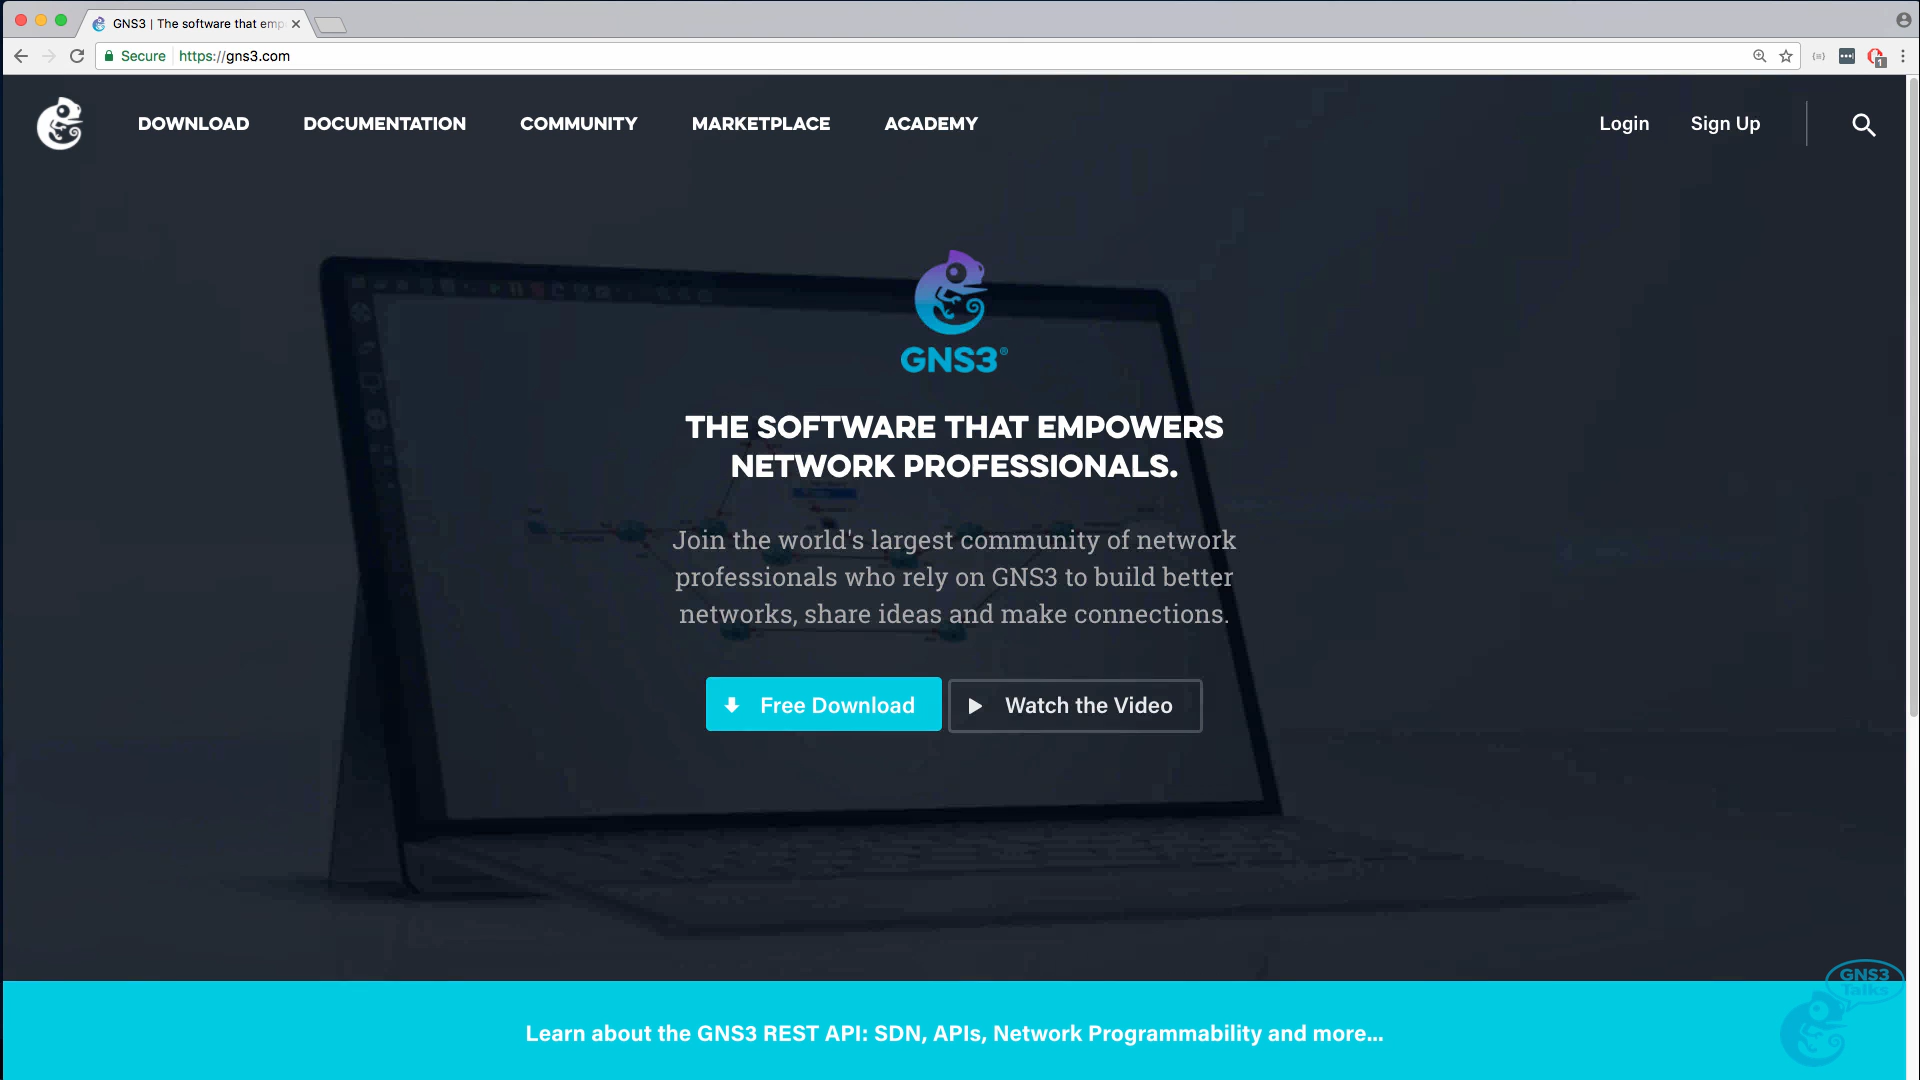 GNS3 | The software that emp
Secure https://gns3.com
1
DOWNLOAD DOCUMENTATION COMMUNITY MARKETPLACE ACADEMY Login Sign Up
GNS3®
THE SOFTWARE THAT EMPOWERS
NETWORK PROFESSIONALS.
Join the world's largest community of network
professionals who rely on GNS3 to build better
networks, share ideas and make connections.
Free Download Watch the Video
Learn about the GNS3 REST API: SDN, APIs, Network Programmability and more...
GNS3
Talks